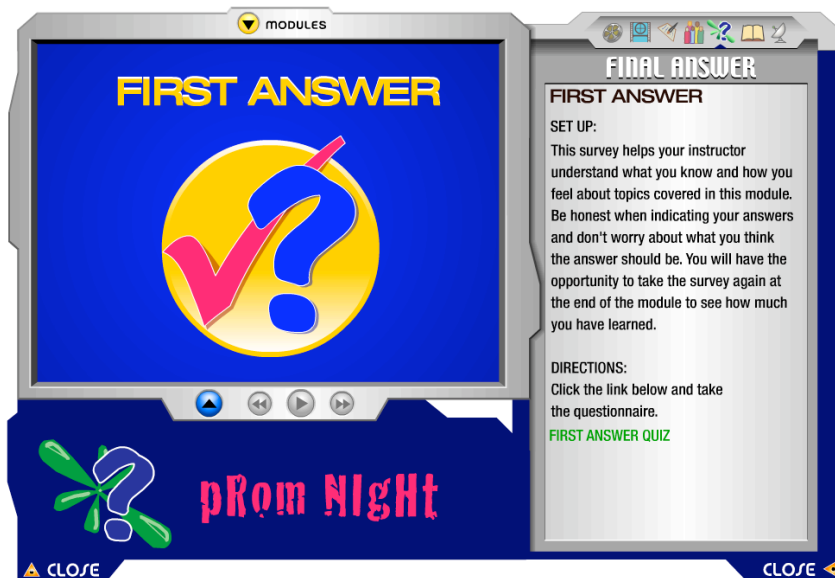 MODULES
FIRST ANSWER
FINAL ANSWER
FIRST ANSWER
SET UP:
This survey helps your instructor
understand what you know and how you
feel about topics covered in this module.
Be honest when indicating your answers
and don't worry about what you think
the answer should be. You will have the
opportunity to take the survey again at
the end of the module to see how much
you have learned.
DIRECTIONS:
Click the link below and take
the questionnaire.
FIRST ANSWER QUIZ
pRom NIgHt
CLOSE
CLOSE